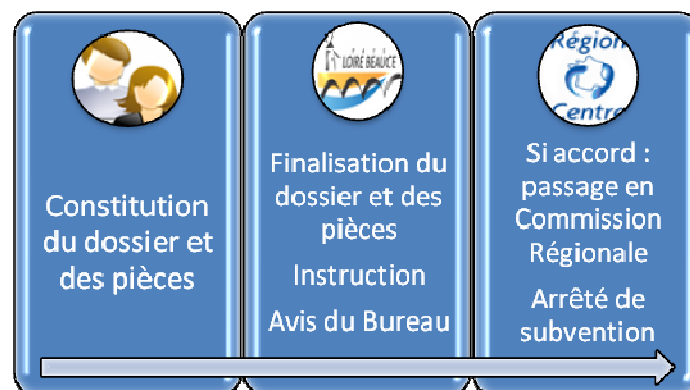 Constitution
du dossier et
des pièces
LOIRE BEAUCE
Finalisation du
dossier et des
pièces
Instruction
Avis du Bureau
Région
Centre
Si accord :
passage en
Commission
Régionale
Arrêté de
subvention